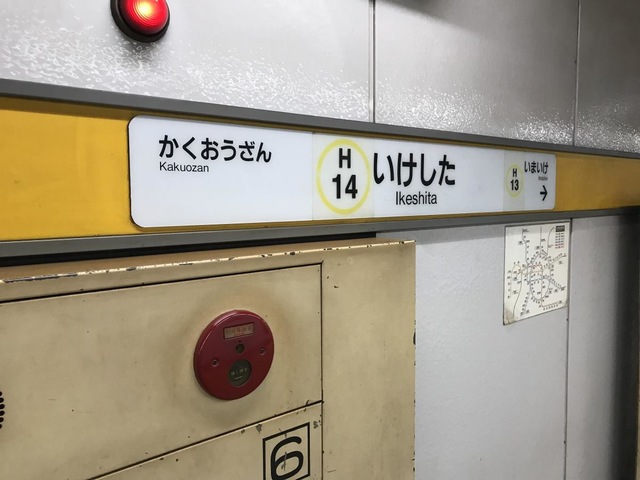 かくおうざん
Kakuozan
H
14
いけした
Ikeshita
H
13
いまいけ
6